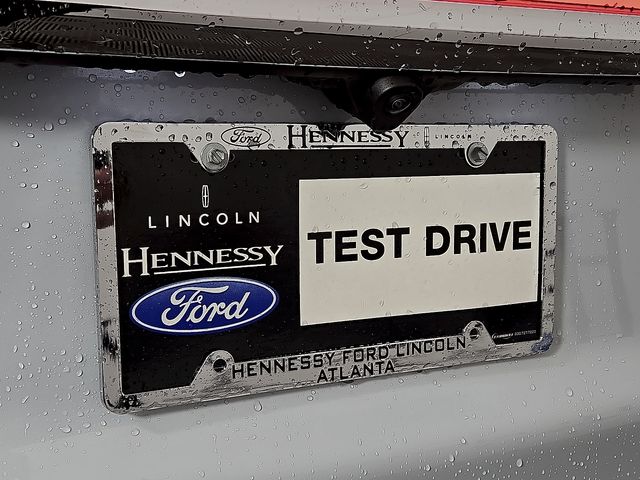 Ford HENNESSY LINCOLN
LINCOLN
HENNESSY
Ford
TEST DRIVE
HENNESSY FORD LINCOLN
ATLANTA